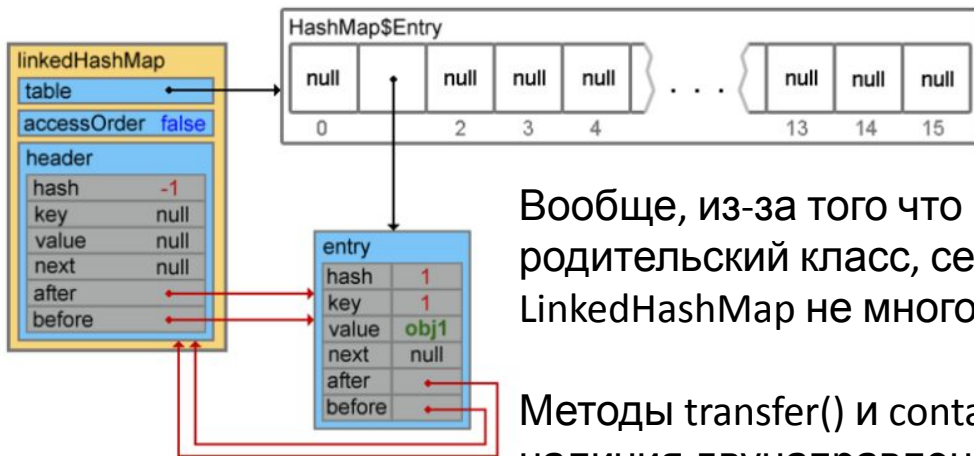 HashMap$Entry
linkedHashMap
table
accessOrder false
null null null null . . . null null null
0 2 3 4 13 14 15
header
hash -1
key null
value null
next null
after
before
entry
hash 1
key 1
value obj1
next null
after
before
Вообще, из-за того что
родительский класс, се
LinkedHashMap не много
Методы transfer() и conta